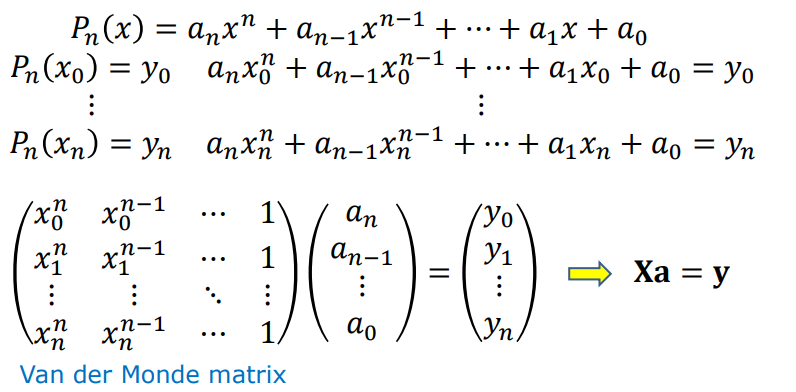 Pₙ(x) = aₙxⁿ + aₙ₋₁xⁿ⁻¹ + ⋯ + a₁x + a₀
Pₙ(x₀) = y₀ aₙx₀ⁿ + aₙ₋₁x₀ⁿ⁻¹ + ⋯ + a₁x₀ + a₀ = y₀
⋮ ⋮
Pₙ(xₙ) = yₙ aₙxₙⁿ + aₙ₋₁xₙⁿ⁻¹ + ⋯ + a₁xₙ + a₀ = yₙ
(x₀ⁿ x₀ⁿ⁻¹ ⋯ 1) (aₙ) (y₀)
(x₁ⁿ x₁ⁿ⁻¹ ⋯ 1) (aₙ₋₁) = (y₁) ⇨ Xa = y
(⋮ ⋮ ⋱ ⋮) (⋮) (⋮)
(xₙⁿ xₙⁿ⁻¹ ⋯ 1) (a₀) (yₙ)
Van der Monde matrix